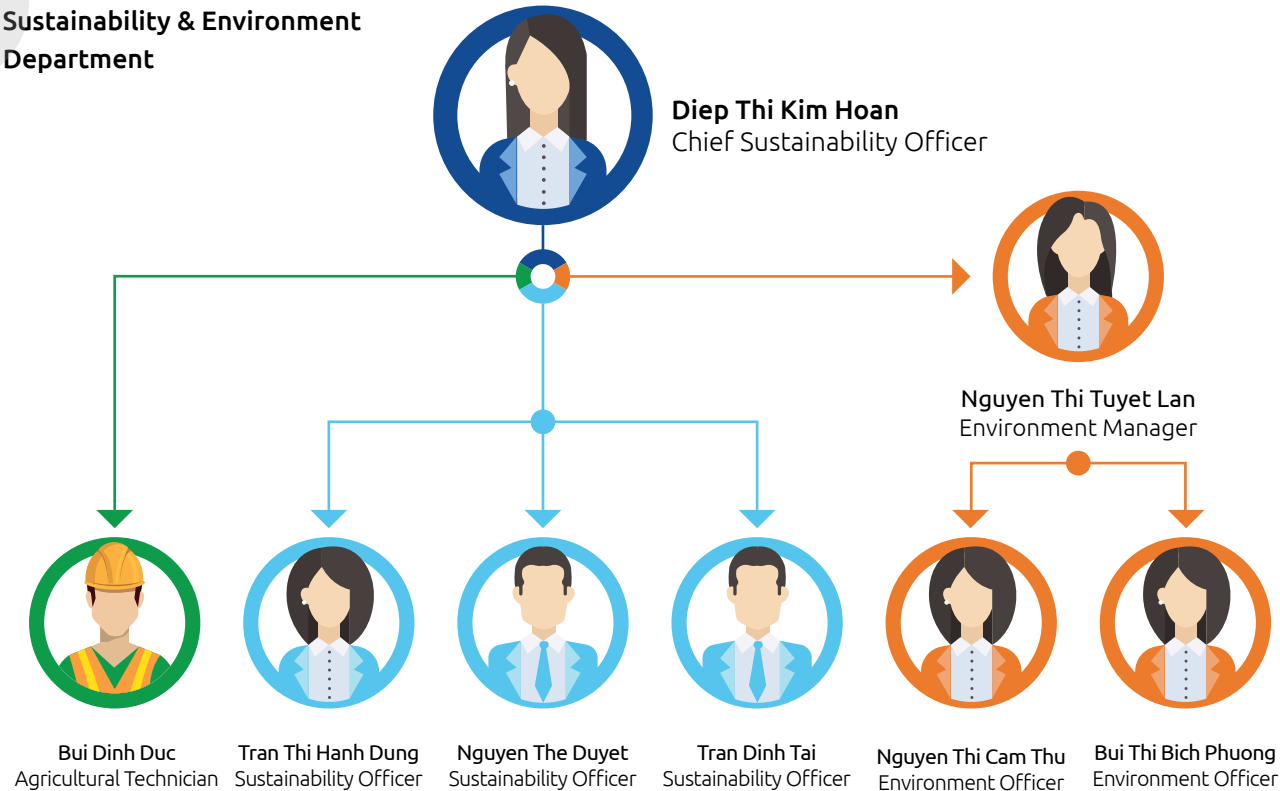 Sustainability & Environment
Department
Diep Thi Kim Hoan
Chief Sustainability Officer
Nguyen Thi Tuyet Lan
Environment Manager
Bui Dinh Duc
Agricultural Technician
Tran Thi Hanh Dung
Sustainability Officer
Nguyen The Duyet
Sustainability Officer
Tran Dinh Tai
Sustainability Officer
Nguyen Thi Cam Thu
Environment Officer
Bui Thi Bich Phuong
Environment Officer